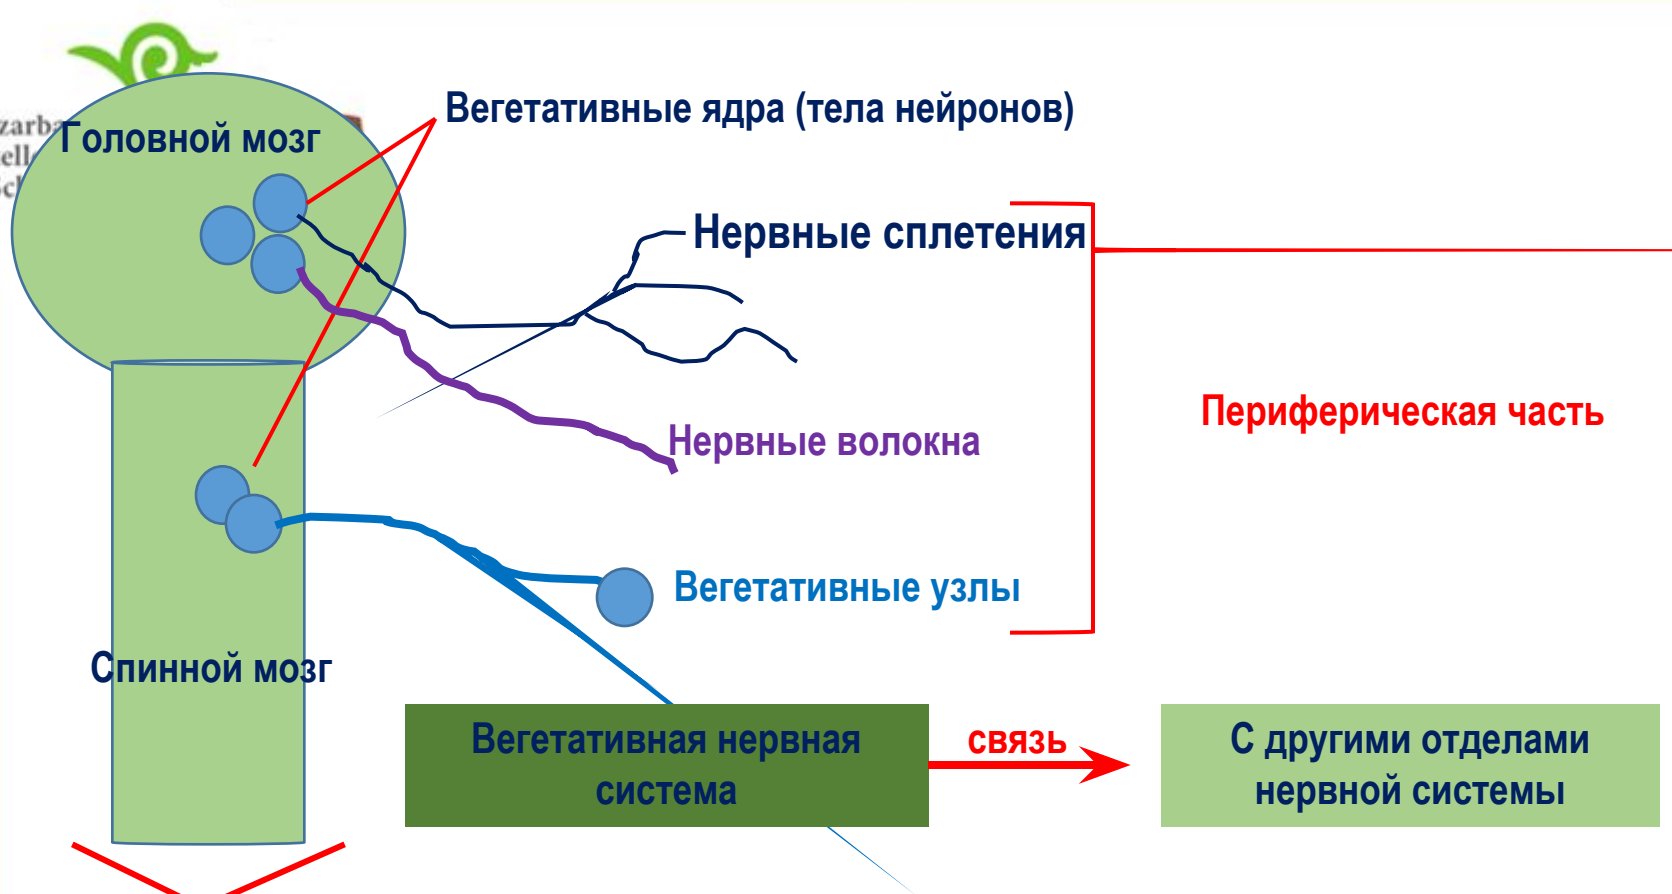 Вегетативные ядра (тела нейронов)
Головной мозг
Нервные сплетения
Периферическая часть
Нервные волокна
Вегетативные узлы
Спинной мозг
Вегетативная нервная
система
связь
С другими отделами
нервной системы